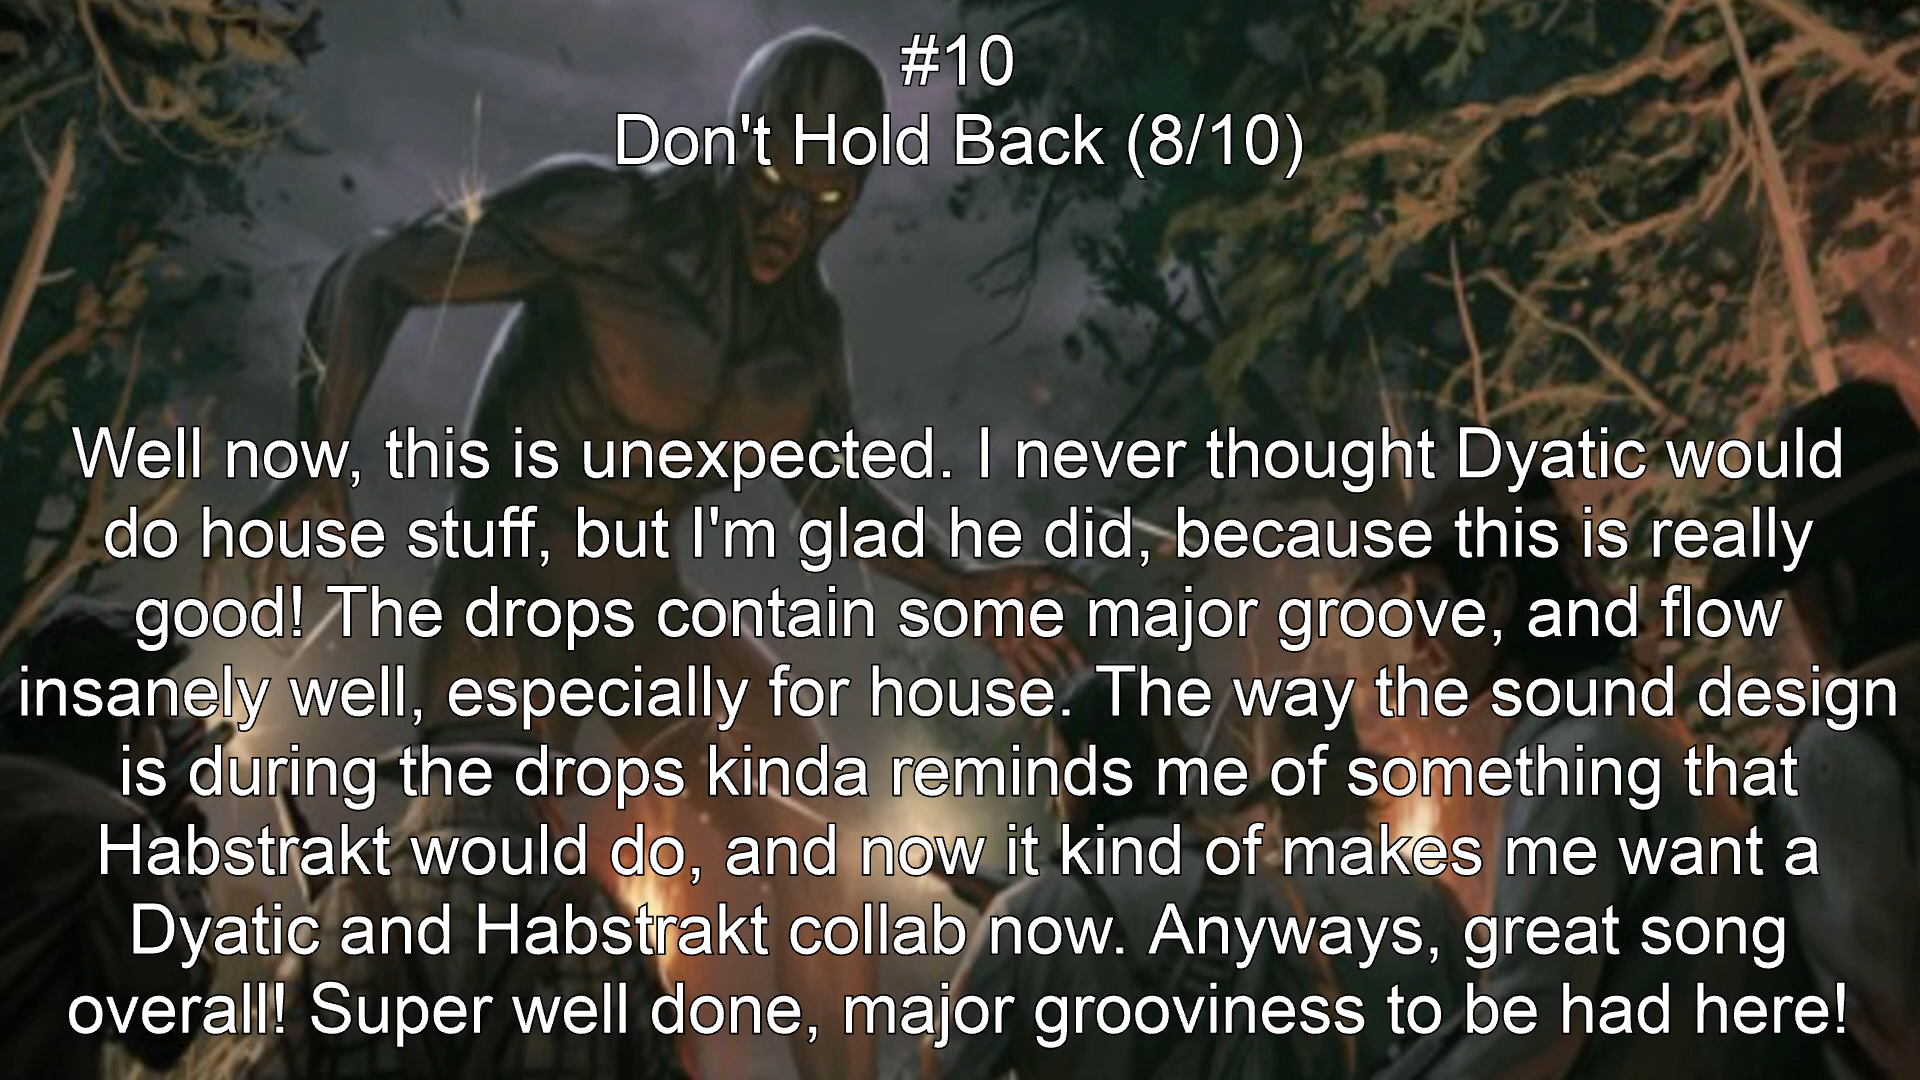 #10
Don't Hold Back (8/10)
Well now, this is unexpected. I never thought Dyatic would
do house stuff, but I'm glad he did, because this is really
good! The drops contain some major groove, and flow
insanely well, especially for house. The way the sound design
is during the drops kinda reminds me of something that
Habstrakt would do, and now it kind of makes me want a
Dyatic and Habstrakt collab now. Anyways, great song
overall! Super well done, major grooviness to be had here!